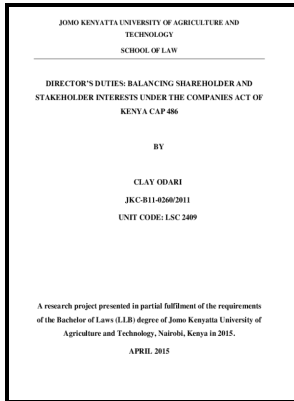 JOMO KENYATTA UNIVERSITY OF AGRICULTURE AND
TECHNOLOGY
SCHOOL OF LAW
DIRECTOR'S DUTIES: BALANCING SHAREHOLDER AND
STAKEHOLDER INTERESTS UNDER THE COMPANIES ACT OF
KENYA CAP 486
BY
CLAY ODARI
JKC-B11-0260/2011
UNIT CODE: LSC 2409
A research project presented in partial fulfilment of the requirements
of the Bachelor of Laws (LLB) degree of Jomo Kenyatta University of
Agriculture and Technology, Nairobi, Kenya in 2015.
APRIL 2015